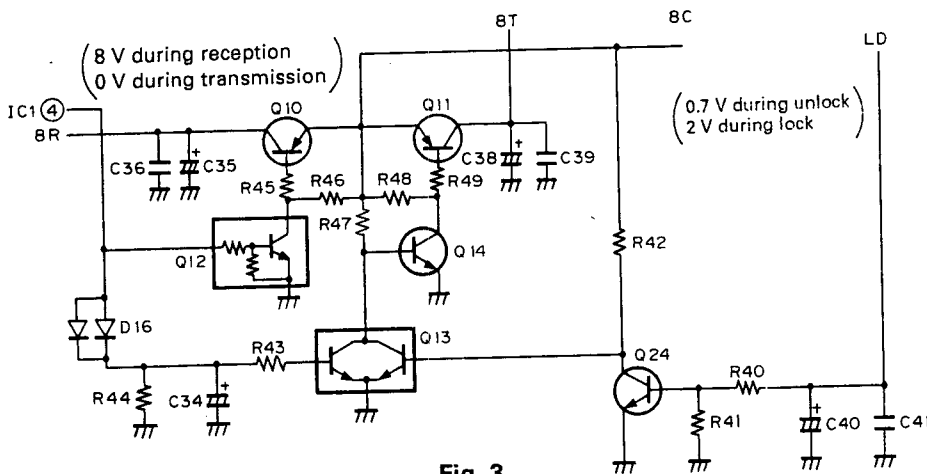 8T
8C
LD
8 V during reception
0 V during transmission
IC1 ④
8R
Q10
Q11
0.7 V during unlock
2 V during lock
C36
C35
R45
R46
R48
R49
C38
C39
R47
Q12
Q14
R42
D16
R43
Q13
Q24
R44
C34
R40
R41
C40
C41
Fig. 3